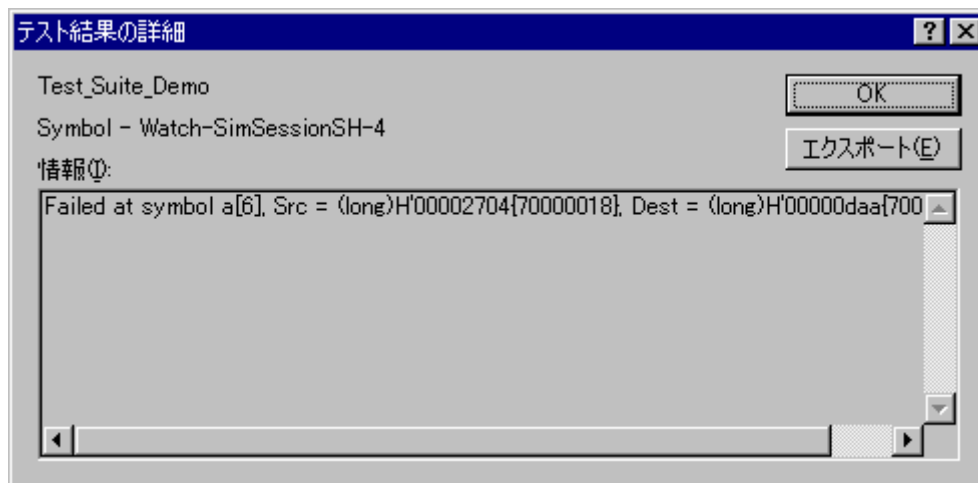 テスト結果の詳細
Test_Suite_Demo
OK
Symbol - Watch-SimSessionSH-4
エクスポート(E)
情報(I):
Failed at symbol a[6], Src = (long)H'00002704{70000018}, Dest = (long)H'00000daa{700